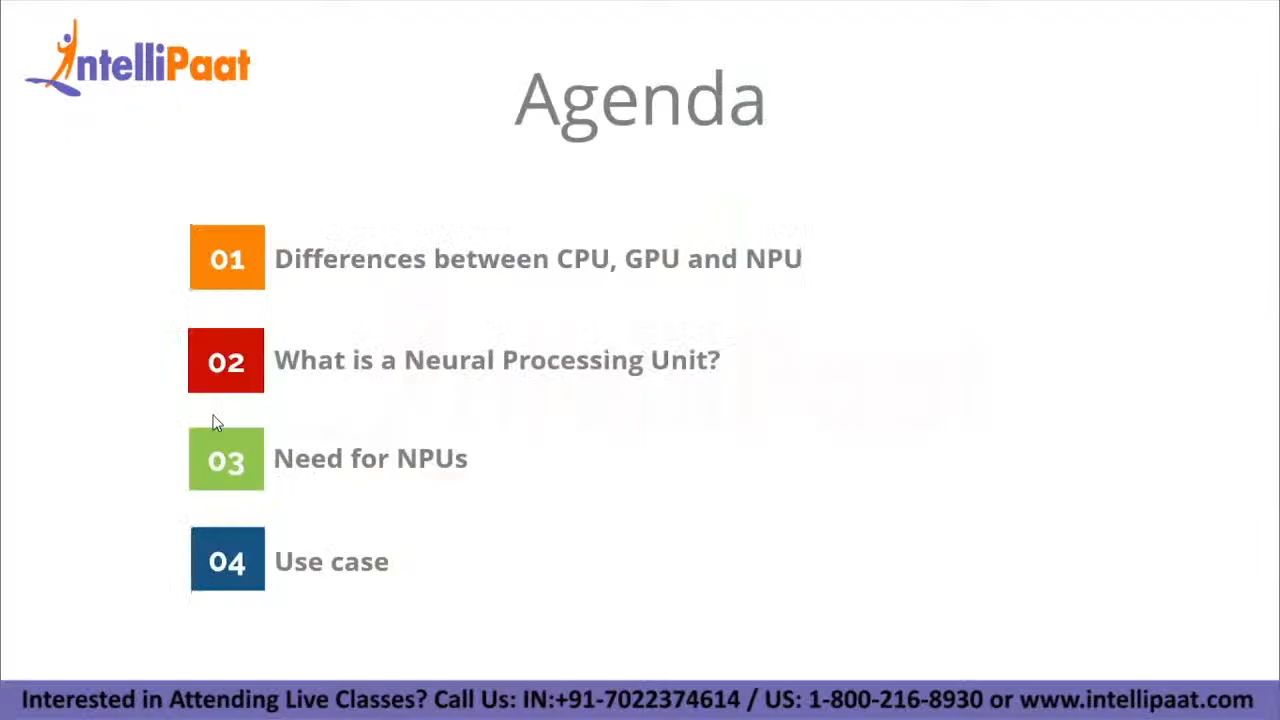 IntelliPaat
Agenda
01 Differences between CPU, GPU and NPU
02 What is a Neural Processing Unit?
03 Need for NPUs
04 Use case
Interested in Attending Live Classes? Call Us: IN:+91-7022374614 / US: 1-800-216-8930 or www.intellipaat.com